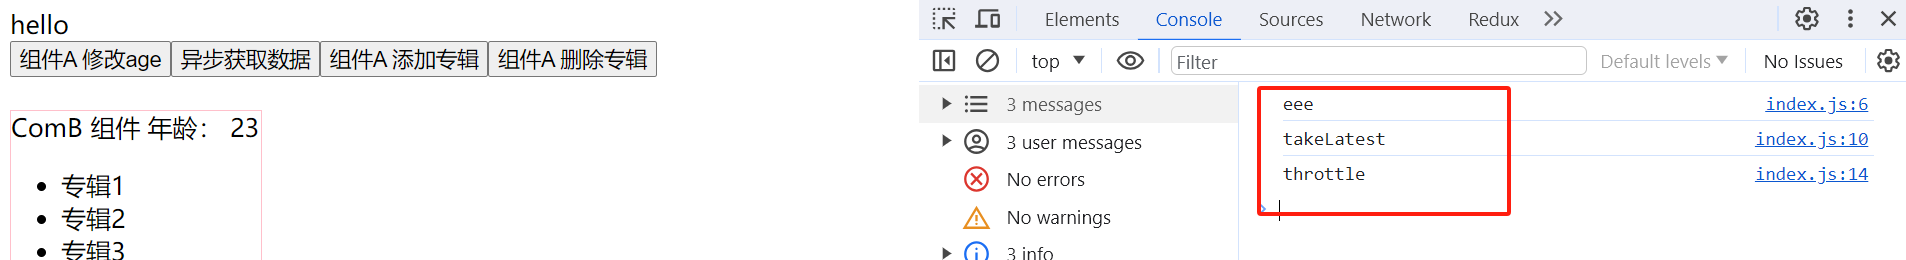 hello
组件A 修改age 异步获取数据 组件A 添加专辑 组件A 删除专辑
ComB 组件 年龄： 23
专辑1
专辑2
专辑3
Elements Console Sources Network Redux
top Filter Default levels No Issues
3 messages
3 user messages
No errors
No warnings
3 info
eee index.js:6
takeLatest index.js:10
throttle index.js:14